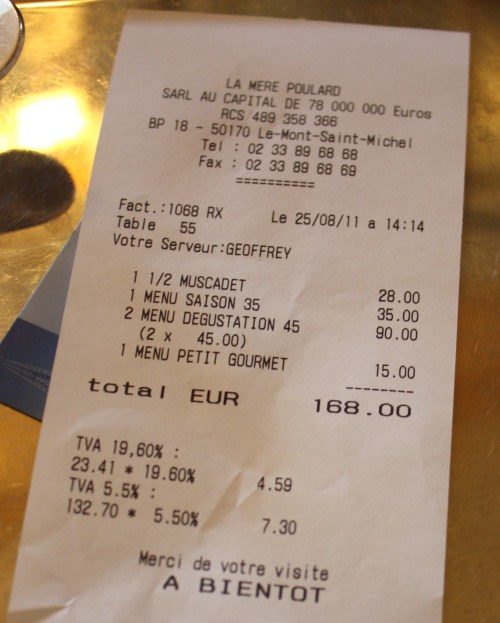 LA MERE POULARD
SARL AU CAPITAL DE 78 000 000 Euros
RCS 489 358 366
BP 18 - 50170 Le-Mont-Saint-Michel
Tel : 02 33 89 68 68
Fax : 02 33 89 68 69
==========
Fact.:1068 RX Le 25/08/11 a 14:14
Table 55
Votre Serveur:GEOFFREY
1 1/2 MUSCADET 28.00
1 MENU SAISON 35 35.00
2 MENU DEGUSTATION 45 90.00
(2 x 45.00)
1 MENU PETIT GOURMET 15.00
--------
total EUR 168.00
TVA 19,60% :
23.41 * 19.60% 4.59
TVA 5.5% :
132.70 * 5.50% 7.30
Merci de votre visite
A BIENTOT